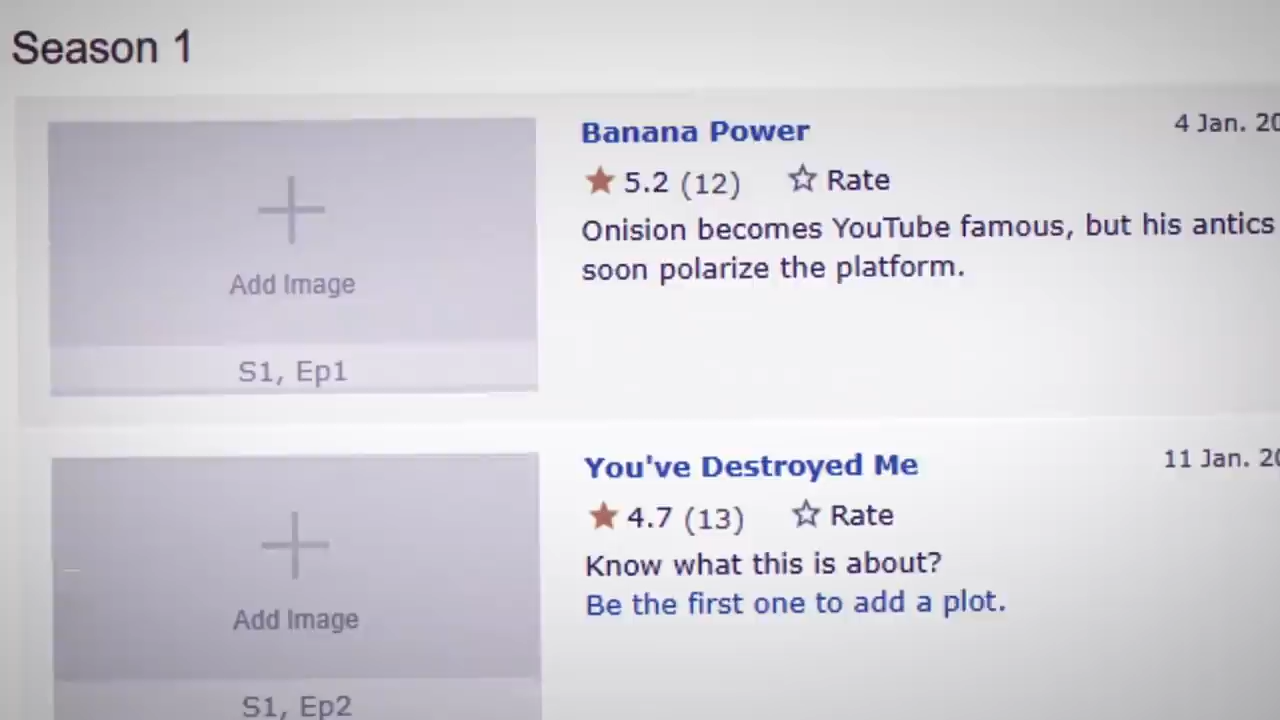 Season 1
Banana Power
4 Jan. 20
5.2 (12) Rate
Onision becomes YouTube famous, but his antics
soon polarize the platform.
Add Image
S1, Ep1
You've Destroyed Me
11 Jan. 20
4.7 (13) Rate
Know what this is about?
Be the first one to add a plot.
Add Image
S1, Ep2